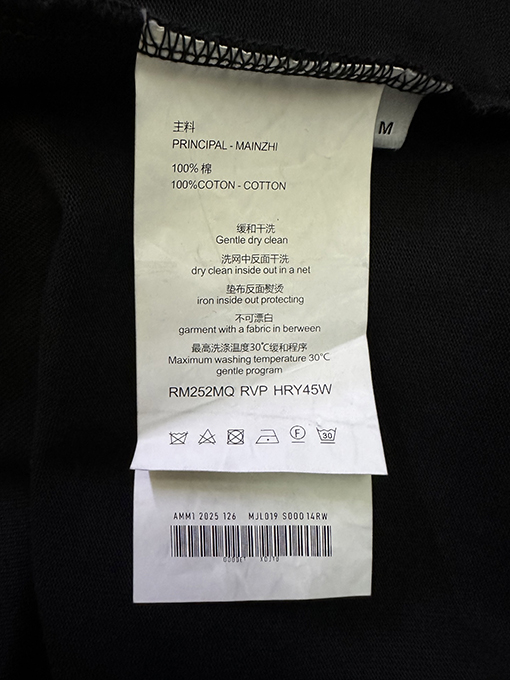 M
主料
PRINCIPAL - MAINZHI
100% 棉
100%COTON - COTTON
缓和干洗
Gentle dry clean
洗网中反面干洗
dry clean inside out in a net
垫布反面熨烫
iron inside out protecting
不可漂白
garment with a fabric in berween
最高洗涤温度30℃缓和程序
Maximum washing temperature 30℃
gentle program
RM252MQ RVP HRY45W
F
30
AMM1 2025 126 MJL019 S000 14RW